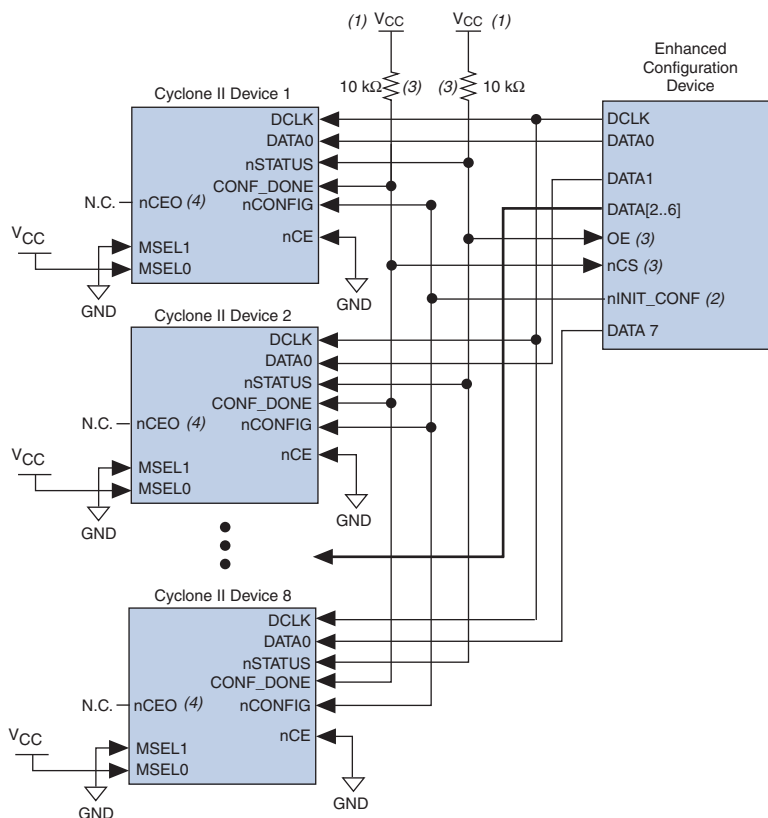 (1) VCC
VCC (1)
10 kΩ (3)
(3) 10 kΩ
Enhanced
Configuration
Device
DCLK
DATA0
DATA1
DATA[2..6]
OE (3)
nCS (3)
nINIT_CONF (2)
DATA 7
Cyclone II Device 1
DCLK
DATA0
nSTATUS
CONF_DONE
nCONFIG
nCE
N.C.
nCEO (4)
MSEL1
MSEL0
VCC
GND
GND
Cyclone II Device 2
DCLK
DATA0
nSTATUS
CONF_DONE
nCONFIG
nCE
N.C.
nCEO (4)
MSEL1
MSEL0
VCC
GND
GND
Cyclone II Device 8
DCLK
DATA0
nSTATUS
CONF_DONE
nCONFIG
nCE
N.C.
nCEO (4)
MSEL1
MSEL0
VCC
GND
GND